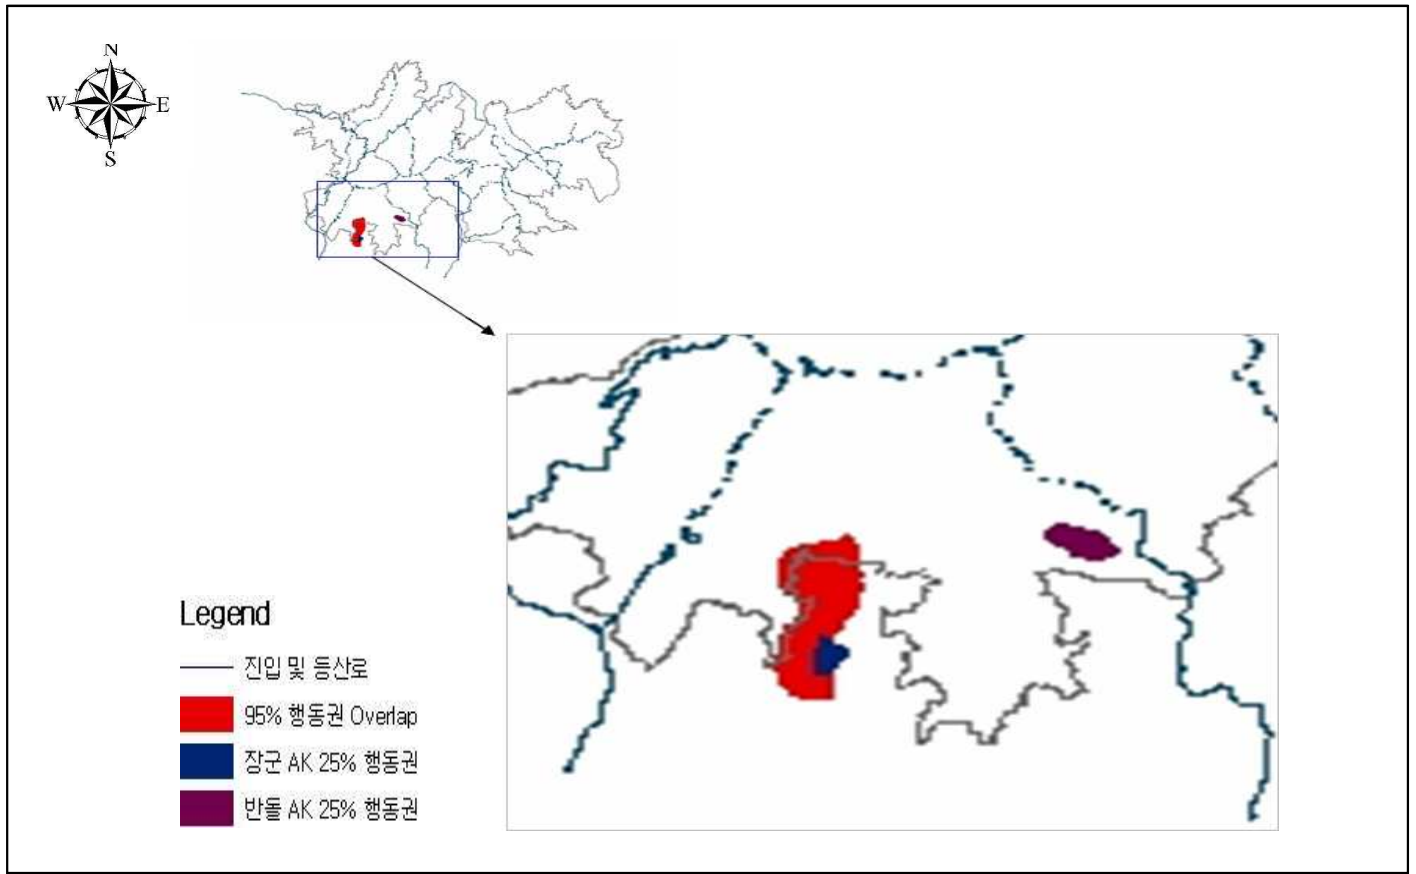 N
W E
S
Legend
진입 및 등산로
95% 행동권 Overlap
장군 AK 25% 행동권
반돌 AK 25% 행동권